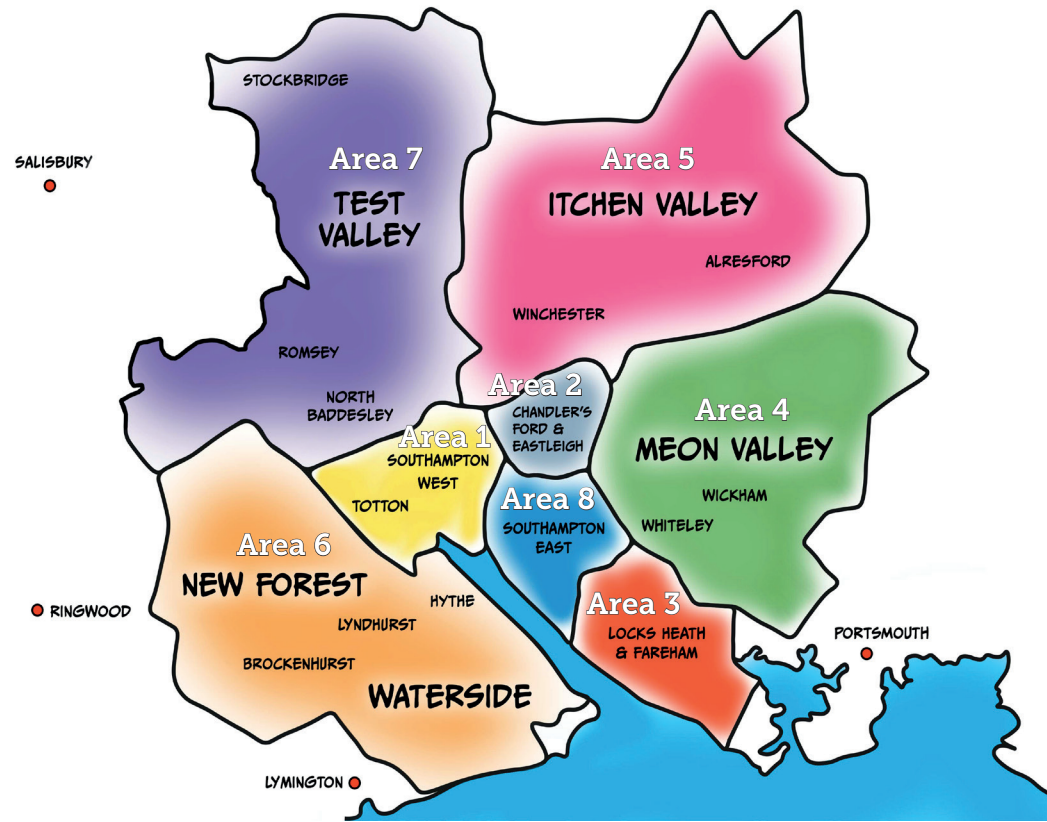 STOCKBRIDGE
SALISBURY
Area 7
TEST
VALLEY
Area 5
ITCHEN VALLEY
ALRESFORD
WINCHESTER
ROMSEY
NORTH
BADDESLEY
Area 2
CHANDLER'S
FORD &
EASTLEIGH
Area 4
MEON VALLEY
WICKHAM
WHITELEY
Area 1
SOUTHAMPTON
WEST
TOTTON
Area 8
SOUTHAMPTON
EAST
Area 6
NEW FOREST
HYTHE
LYNDHURST
BROCKENHURST
WATERSIDE
RINGWOOD
Area 3
LOCKS HEATH
& FAREHAM
PORTSMOUTH
LYMINGTON